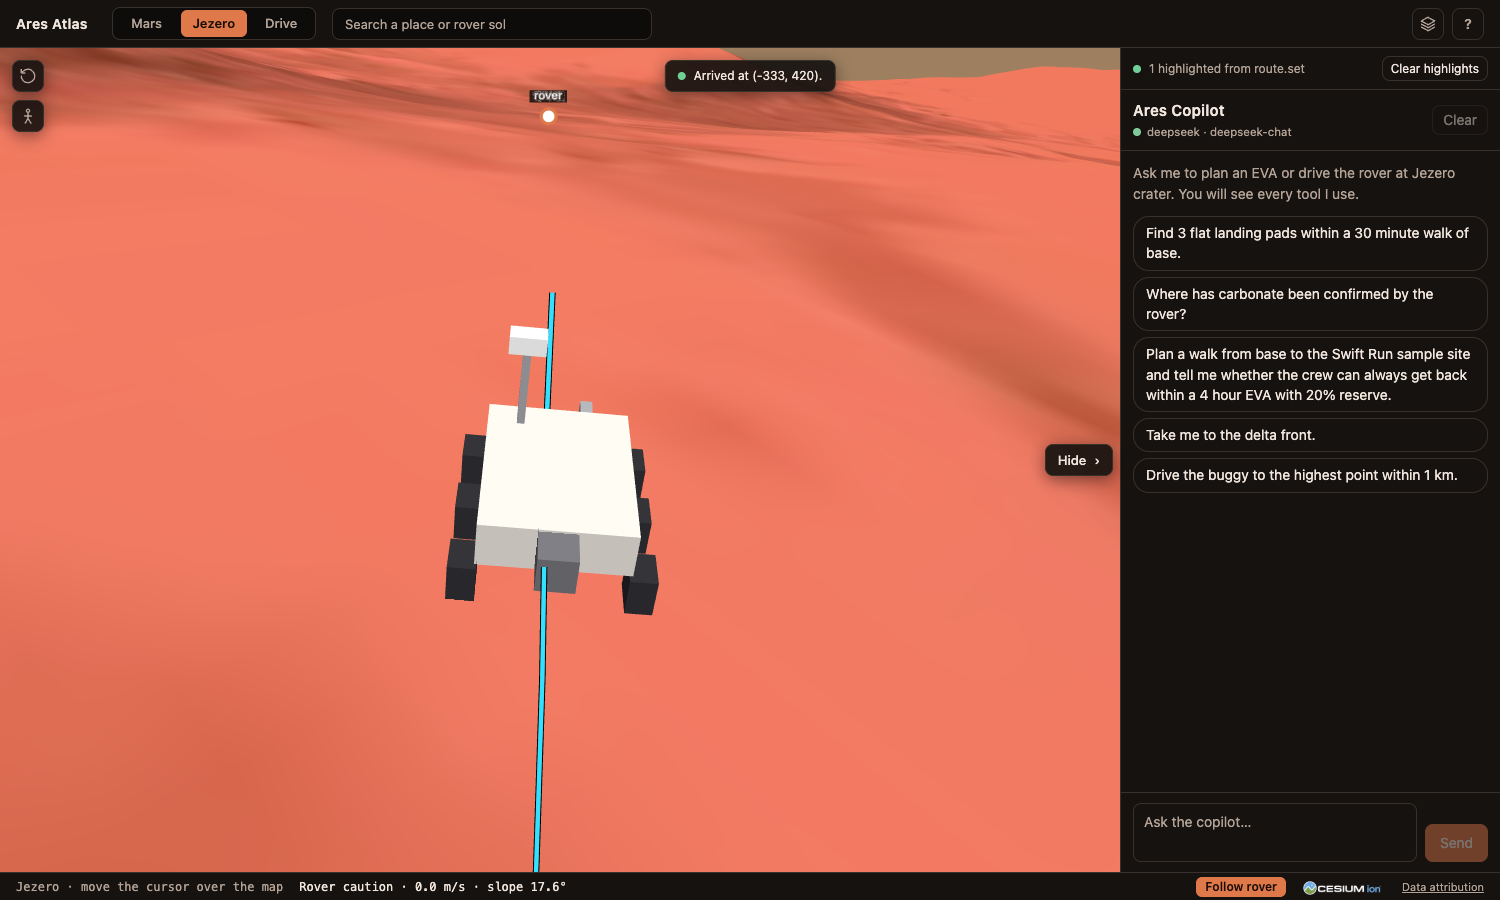 Ares Atlas
Mars
Jezero
Drive
Search a place or rover sol
?
Arrived at (-333, 420).
rover
Hide ›
1 highlighted from route.set
Clear highlights
Ares Copilot
deepseek · deepseek-chat
Clear
Ask me to plan an EVA or drive the rover at Jezero
crater. You will see every tool I use.
Find 3 flat landing pads within a 30 minute walk of
base.
Where has carbonate been confirmed by the
rover?
Plan a walk from base to the Swift Run sample site
and tell me whether the crew can always get back
within a 4 hour EVA with 20% reserve.
Take me to the delta front.
Drive the buggy to the highest point within 1 km.
Ask the copilot...
Send
Jezero · move the cursor over the map
Rover caution · 0.0 m/s · slope 17.6°
Follow rover
CESIUM ion
Data attribution